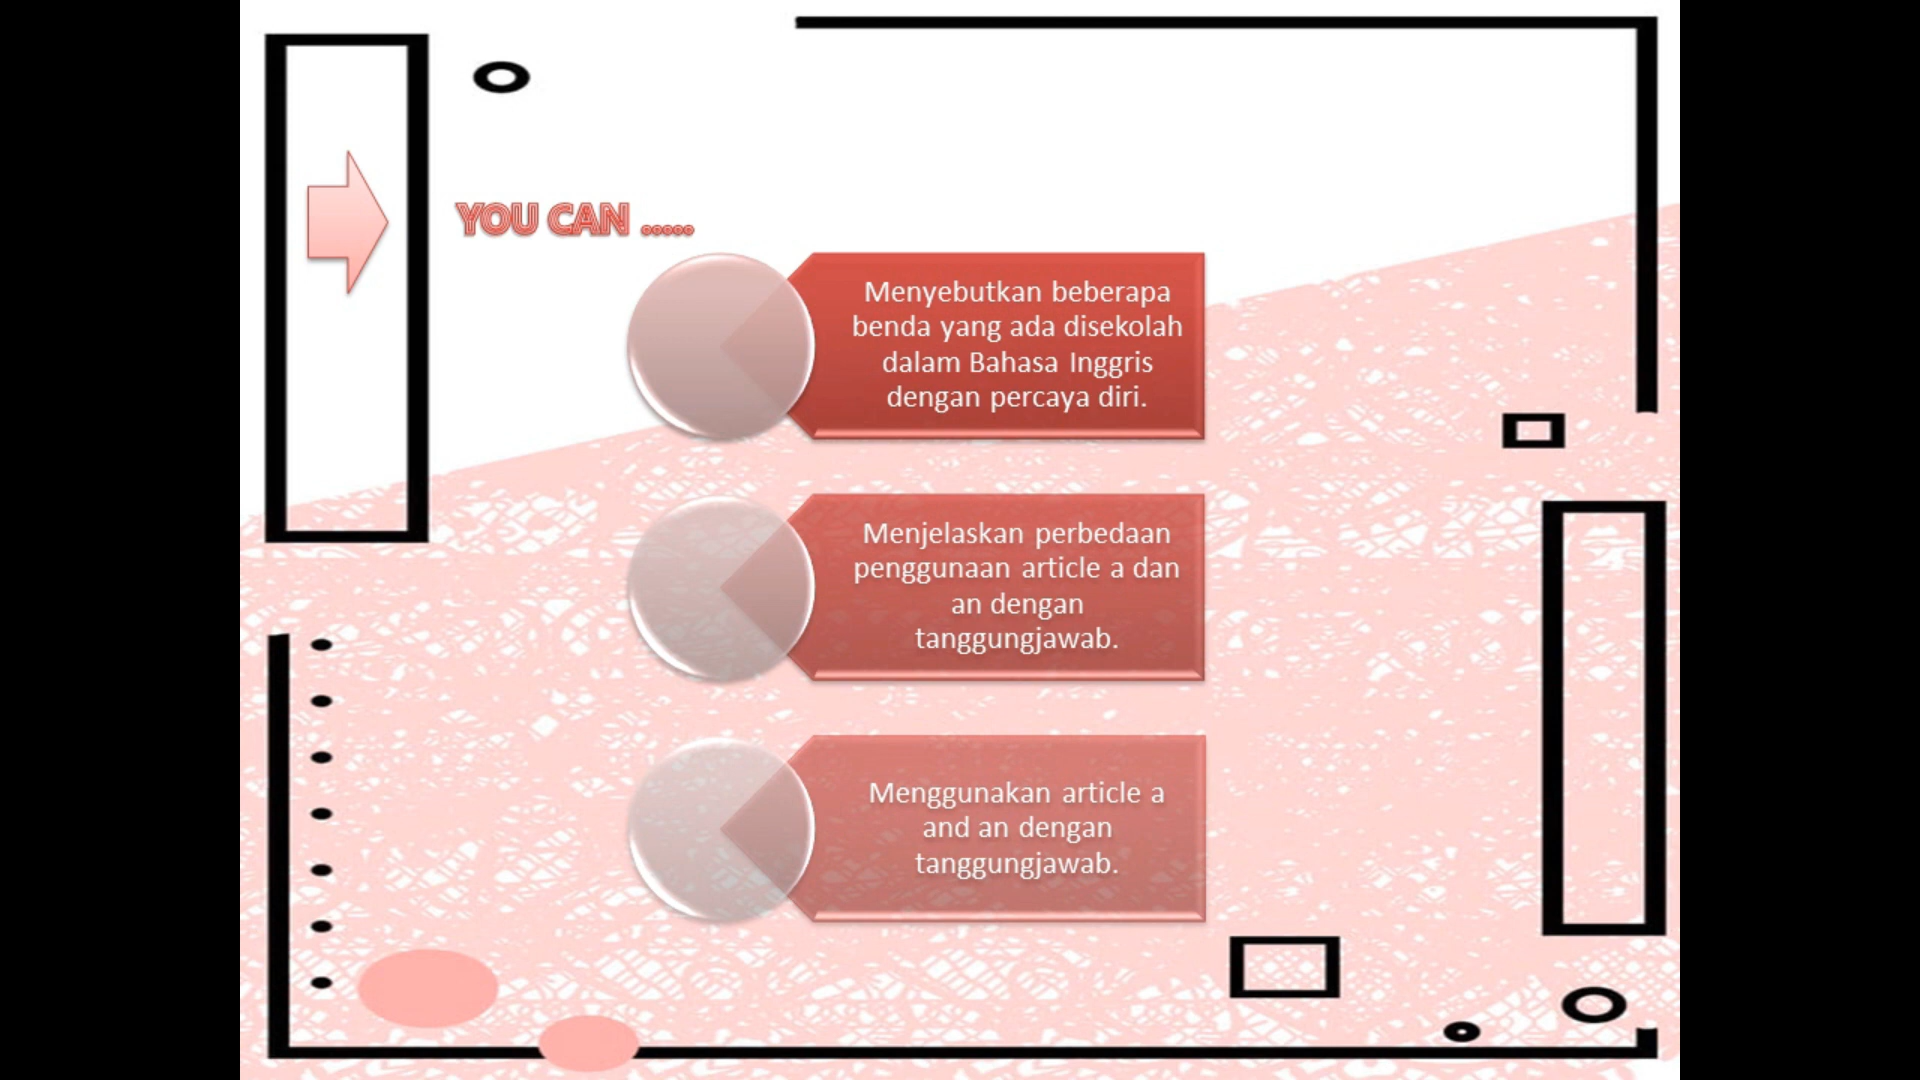 YOU CAN .....
Menyebutkan beberapa
benda yang ada disekolah
dalam Bahasa Inggris
dengan percaya diri.
Menjelaskan perbedaan
penggunaan article a dan
an dengan
tanggungjawab.
Menggunakan article a
and an dengan
tanggungjawab.